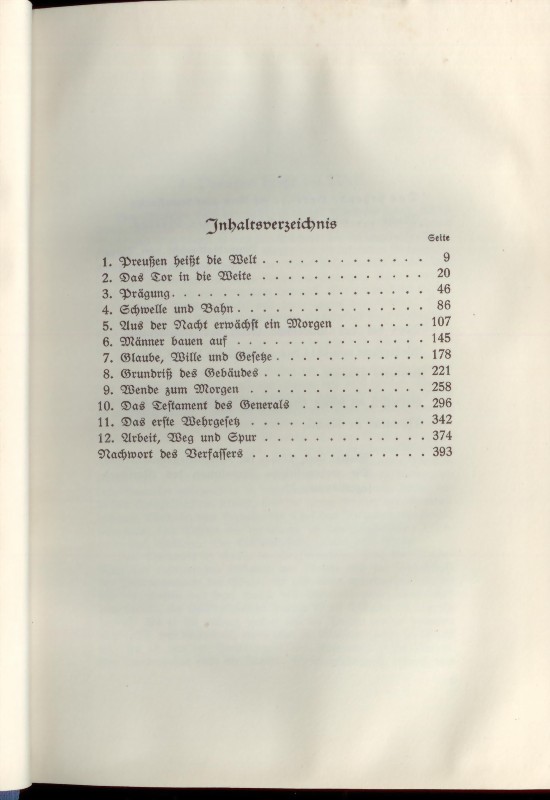 Inhaltsverzeichnis
Seite
1. Preußen heißt die Welt . . . . . . . . . . . . . 9
2. Das Tor in die Weite . . . . . . . . . . . . . 20
3. Prägung. . . . . . . . . . . . . . . . . . . . 46
4. Schwelle und Bahn. . . . . . . . . . . . . . . 86
5. Aus der Nacht erwächst ein Morgen . . . . . . . 107
6. Männer bauen auf . . . . . . . . . . . . . . . 145
7. Glaube, Wille und Gesetze . . . . . . . . . . . . 178
8. Grundriß des Gebäudes . . . . . . . . . . . . . 221
9. Wende zum Morgen . . . . . . . . . . . . . . 258
10. Das Testament des Generals . . . . . . . . . . 296
11. Das erste Wehrgesetz . . . . . . . . . . . . . . 342
12. Arbeit, Weg und Spur . . . . . . . . . . . . . 374
Nachwort des Verfassers . . . . . . . . . . . . . . 393